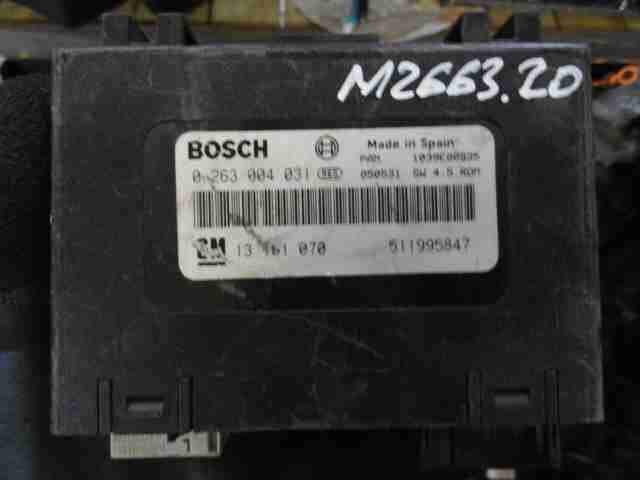 M2663.20
BOSCH Made in Spain
0 263 004 031 050531 SW 4.5 ROM
GM 13 161 070 511995847